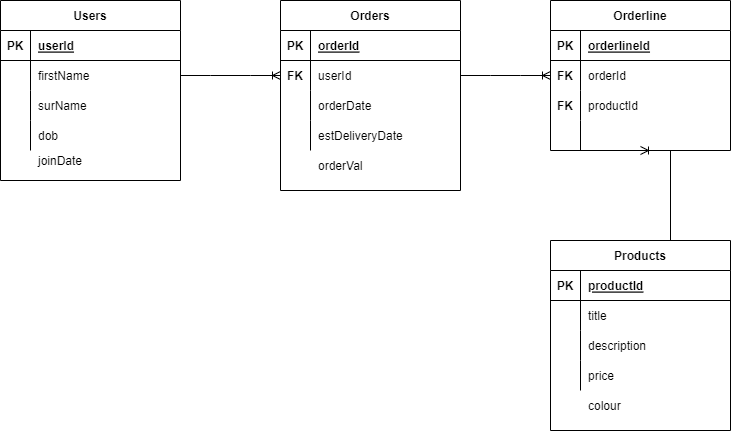 Users
PK userId
firstName
surName
dob
joinDate
Orders
PK orderId
FK userId
orderDate
estDeliveryDate
orderVal
Orderline
PK orderlineId
FK orderId
FK productId
Products
PK productId
title
description
price
colour